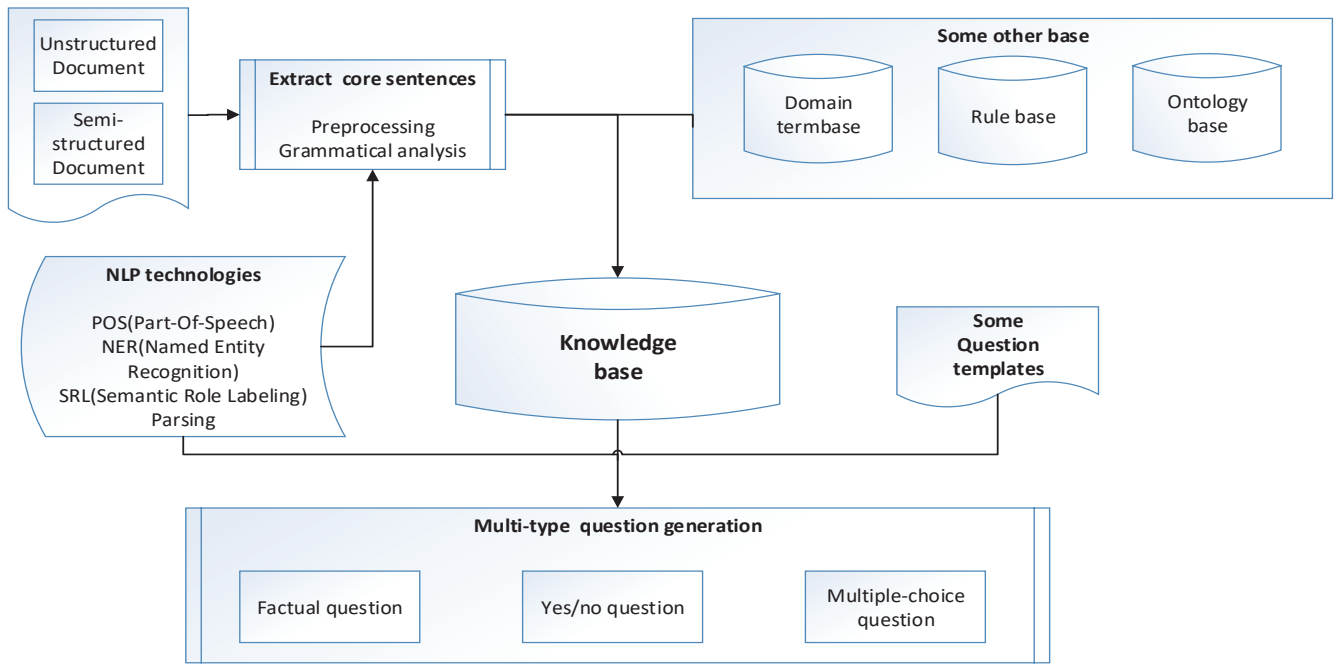 Unstructured
Document
Semi-
structured
Document
Extract core sentences
Preprocessing
Grammatical analysis
Some other base
Domain
termbase
Rule base
Ontology
base
NLP technologies
POS(Part-Of-Speech)
NER(Named Entity
Recognition)
SRL(Semantic Role Labeling)
Parsing
Knowledge
base
Some
Question
templates
Multi-type question generation
Factual question
Yes/no question
Multiple-choice
question